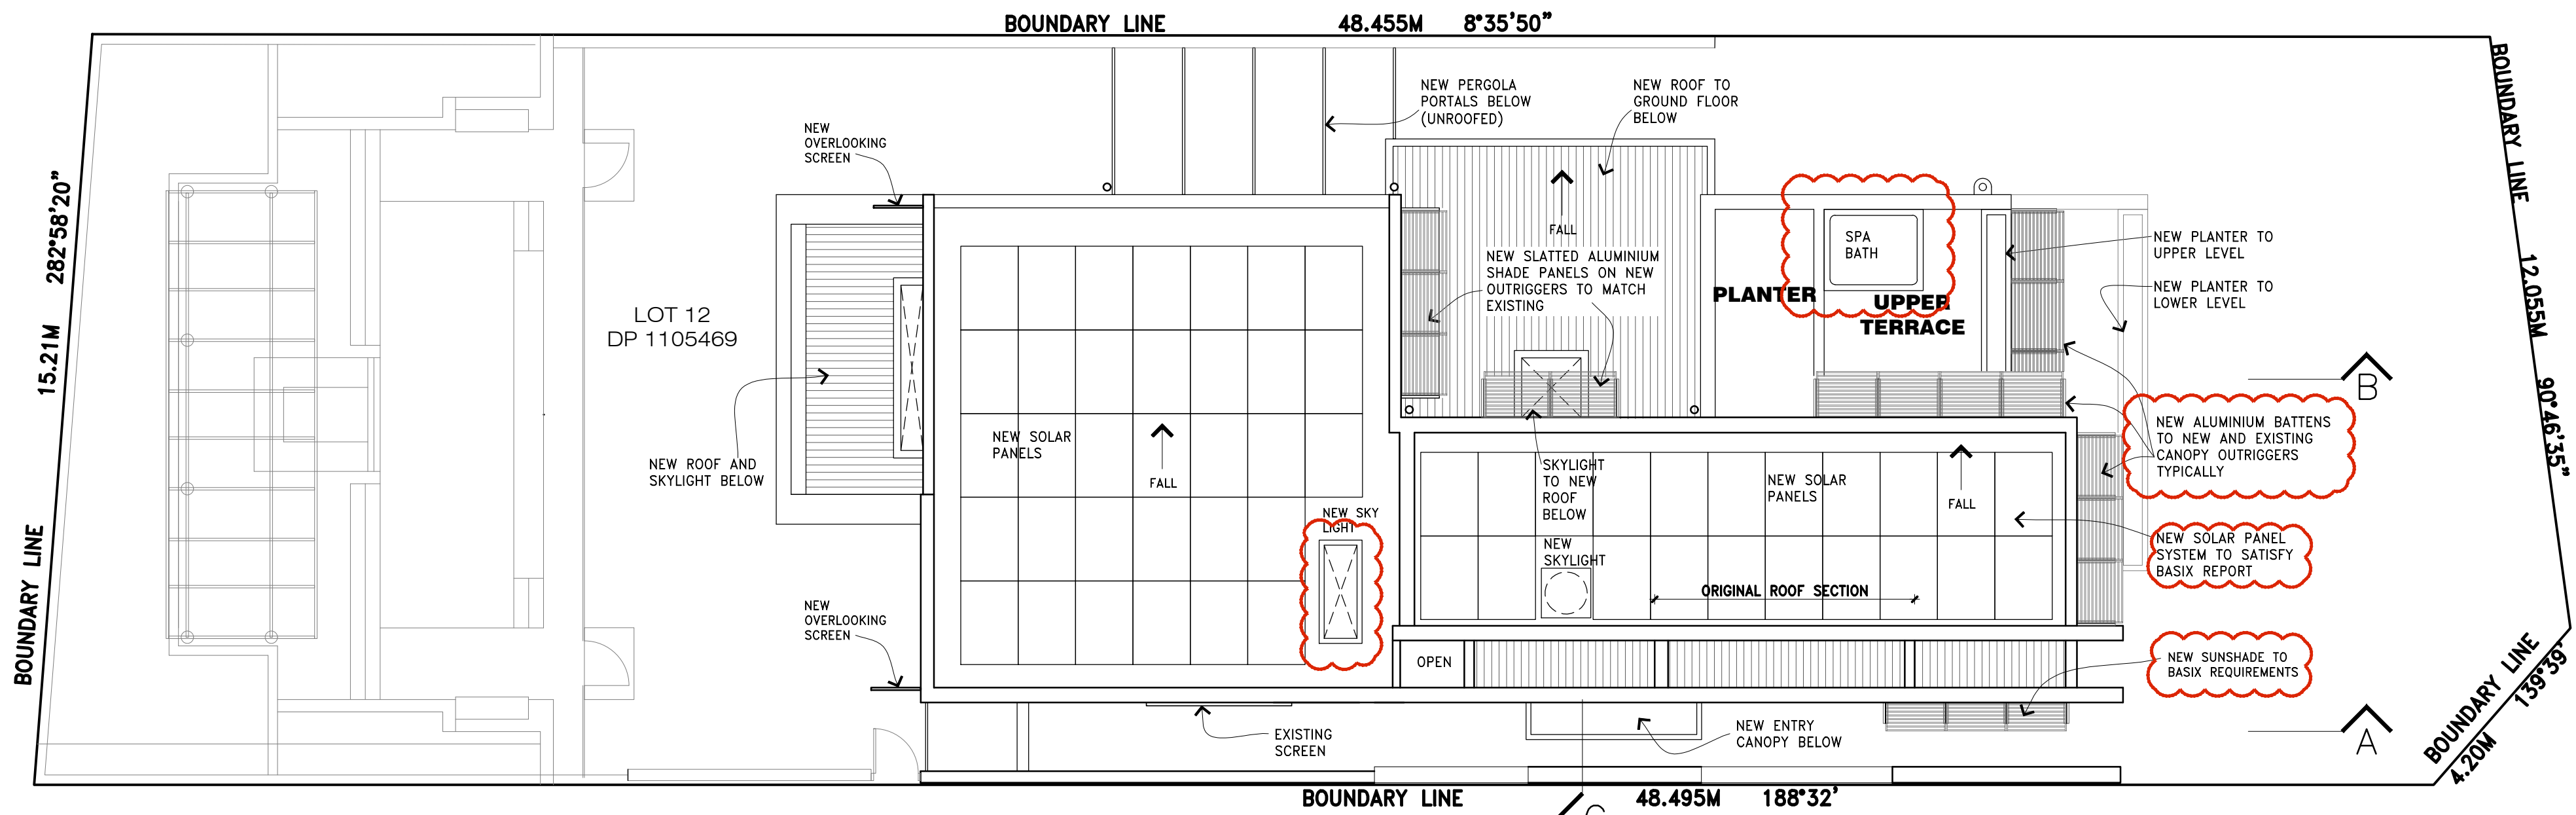 BOUNDARY LINE 48.455M 8°35'50"
BOUNDARY LINE
15.21M 282°58'20"
BOUNDARY LINE
12.055M 90°46'35"
NEW
OVERLOOKING
SCREEN
NEW PERGOLA
PORTALS BELOW
(UNROOFED)
NEW ROOF TO
GROUND FLOOR
BELOW
FALL
NEW SLATTED ALUMINIUM
SHADE PANELS ON NEW
OUTRIGGERS TO MATCH
EXISTING
SPA
BATH
PLANTER
UPPER
TERRACE
NEW PLANTER TO
UPPER LEVEL
NEW PLANTER TO
LOWER LEVEL
LOT 12
DP 1105469
B
NEW ALUMINIUM BATTENS
TO NEW AND EXISTING
CANOPY OUTRIGGERS
TYPICALLY
NEW ROOF AND
SKYLIGHT BELOW
NEW SOLAR
PANELS
FALL
SKYLIGHT
TO NEW
ROOF
BELOW
NEW SOLAR
PANELS
FALL
NEW SKY
LIGHT
NEW
SKYLIGHT
ORIGINAL ROOF SECTION
NEW SOLAR PANEL
SYSTEM TO SATISFY
BASIX REPORT
NEW
OVERLOOKING
SCREEN
OPEN
NEW SUNSHADE TO
BASIX REQUIREMENTS
EXISTING
SCREEN
NEW ENTRY
CANOPY BELOW
A
BOUNDARY LINE
4.20M 139°39'
BOUNDARY LINE 48.495M 188°32'